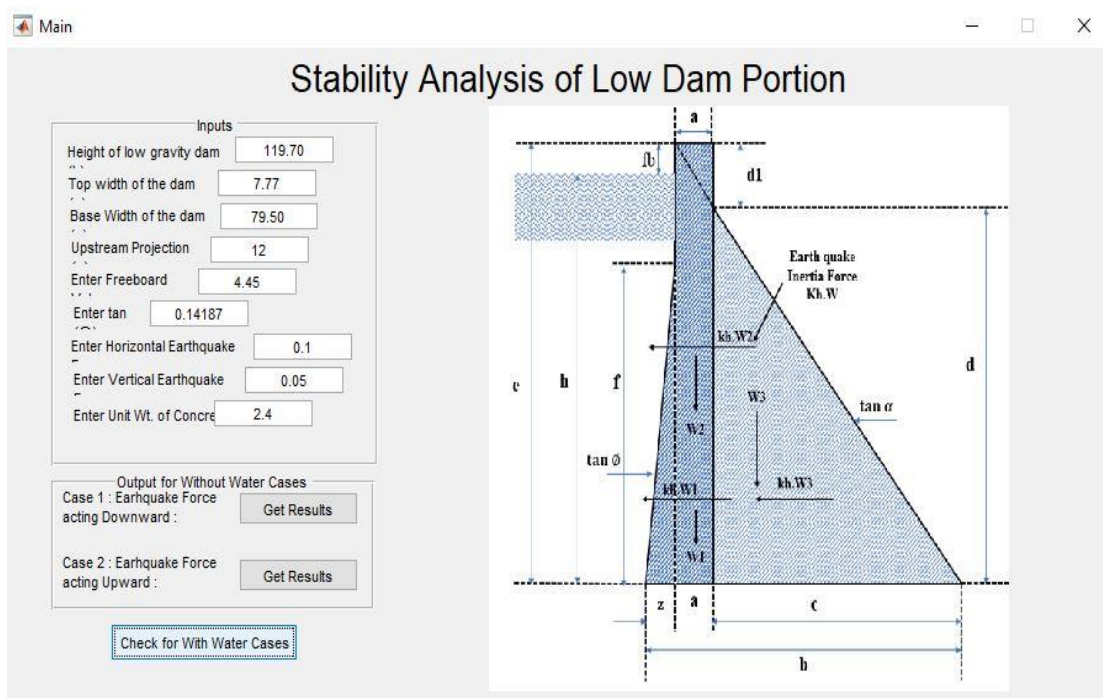 Main
Stability Analysis of Low Dam Portion
Inputs
Height of low gravity dam
119.70
Top width of the dam
7.77
Base Width of the dam
79.50
Upstream Projection
12
Enter Freeboard
4.45
Enter tan
0.14187
Enter Horizontal Earthquake
0.1
Enter Vertical Earthquake
0.05
Enter Unit Wt. of Concre
2.4
Output for Without Water Cases
Case 1 : Earhquake Force
acting Downward :
Get Results
Case 2 : Earhquake Force
acting Upward :
Get Results
Check for With Water Cases
a
fb
d1
Earth quake
Inertia Force
Kh.W
kh.W2
e
h
f
d
W3
tan α
W2
tan Ø
kh.W1
kh.W3
W1
z
a
c
b